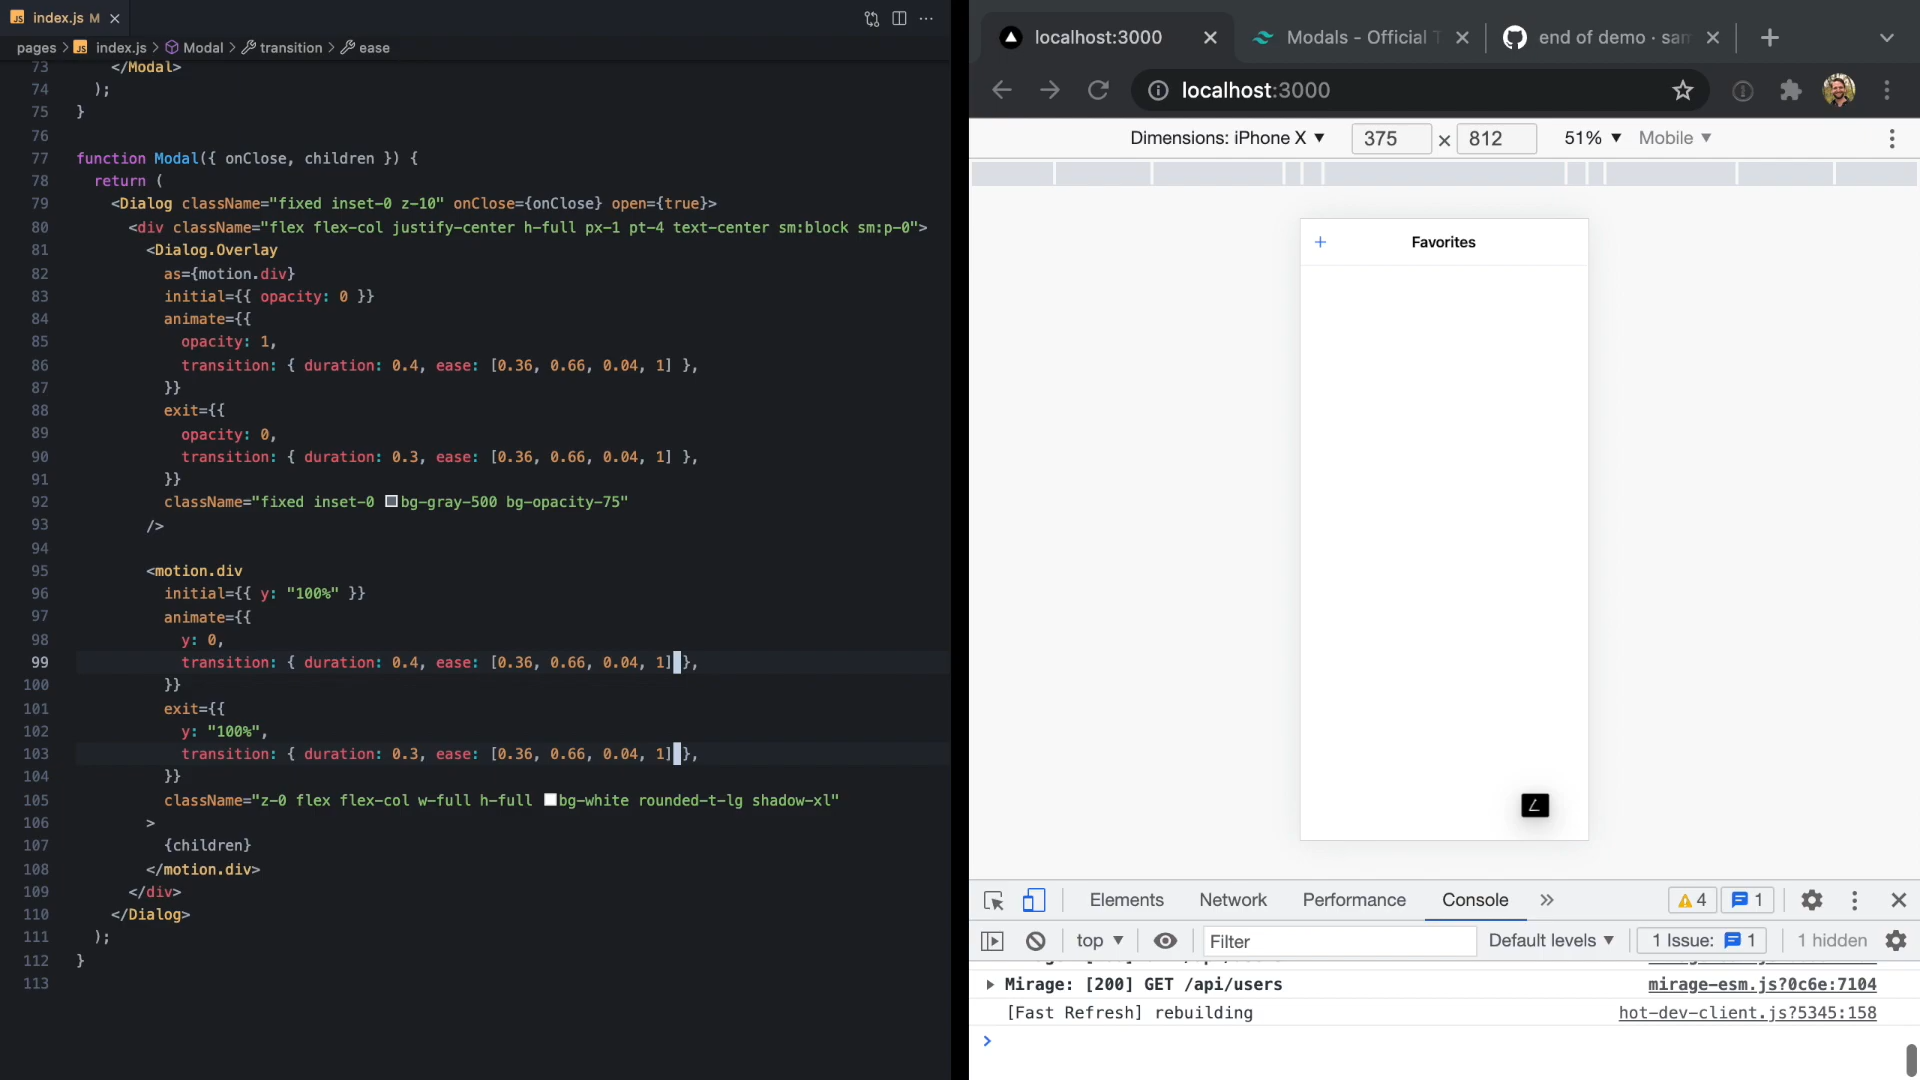 index.js M
pages > index.js > Modal > transition > ease
73 </Modal>
74 );
75 }
76
77 function Modal({ onClose, children }) {
78 return (
79 <Dialog className="fixed inset-0 z-10" onClose={onClose} open={true}>
80 <div className="flex flex-col justify-center h-full px-1 pt-4 text-center sm:block sm:p-0">
81 <Dialog.Overlay
82 as={motion.div}
83 initial={{ opacity: 0 }}
84 animate={{
85 opacity: 1,
86 transition: { duration: 0.4, ease: [0.36, 0.66, 0.04, 1] },
87 }}
88 exit={{
89 opacity: 0,
90 transition: { duration: 0.3, ease: [0.36, 0.66, 0.04, 1] },
91 }}
92 className="fixed inset-0 bg-gray-500 bg-opacity-75"
93 />
94
95 <motion.div
96 initial={{ y: "100%" }}
97 animate={{
98 y: 0,
99 transition: { duration: 0.4, ease: [0.36, 0.66, 0.04, 1] },
100 }}
101 exit={{
102 y: "100%",
103 transition: { duration: 0.3, ease: [0.36, 0.66, 0.04, 1] },
104 }}
105 className="z-0 flex flex-col w-full h-full bg-white rounded-t-lg shadow-xl"
106 >
107 {children}
108 </motion.div>
109 </div>
110 </Dialog>
111 );
112 }
113
localhost:3000
Modals - Official
end of demo · sam
localhost:3000
Dimensions: iPhone X 375 × 812 51% Mobile
+ Favorites
Elements Network Performance Console » 4 1
top Filter Default levels 1 Issue: 1 1 hidden
Mirage: [200] GET /api/users mirage-esm.js?0c6e:7104
[Fast Refresh] rebuilding hot-dev-client.js?5345:158
>